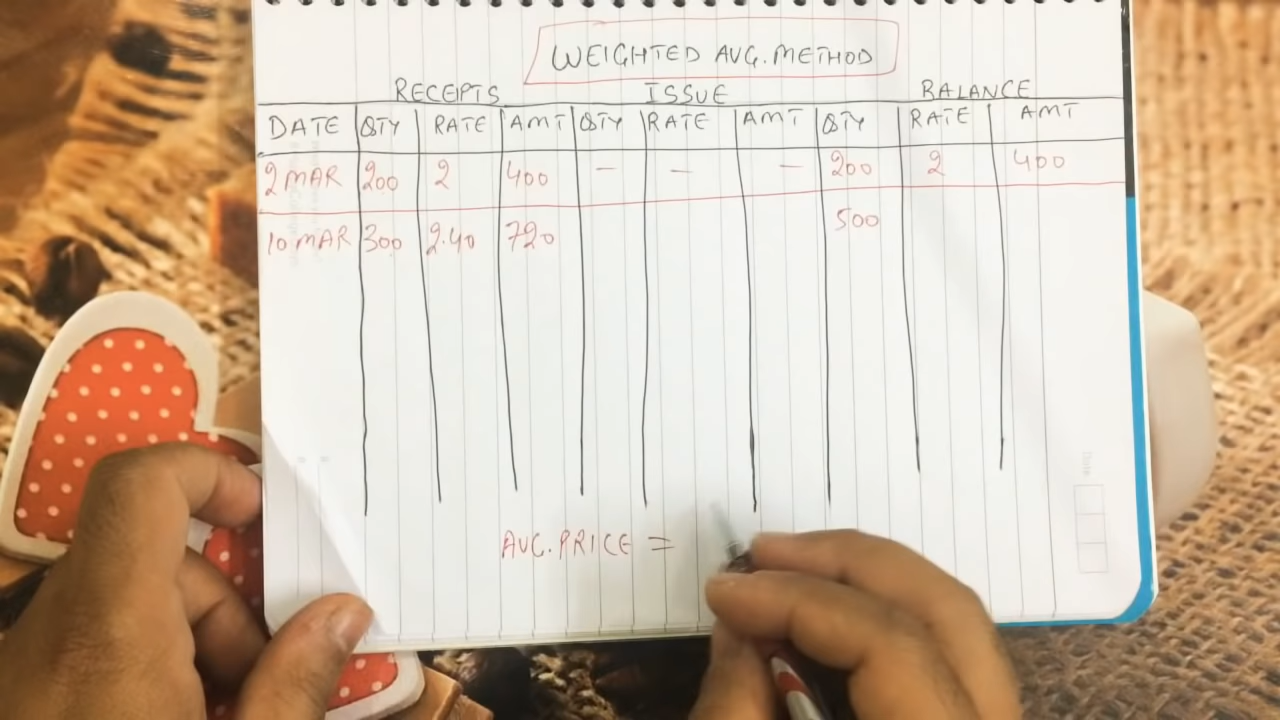 WEIGHTED AVG. METHOD
RECEIPTS ISSUE BALANCE
DATE QTY RATE AMT QTY RATE AMT QTY RATE AMT
2 MAR 200 2 400 - - - 200 2 400
10 MAR 300 2.40 720 500
AVG. PRICE =
Date